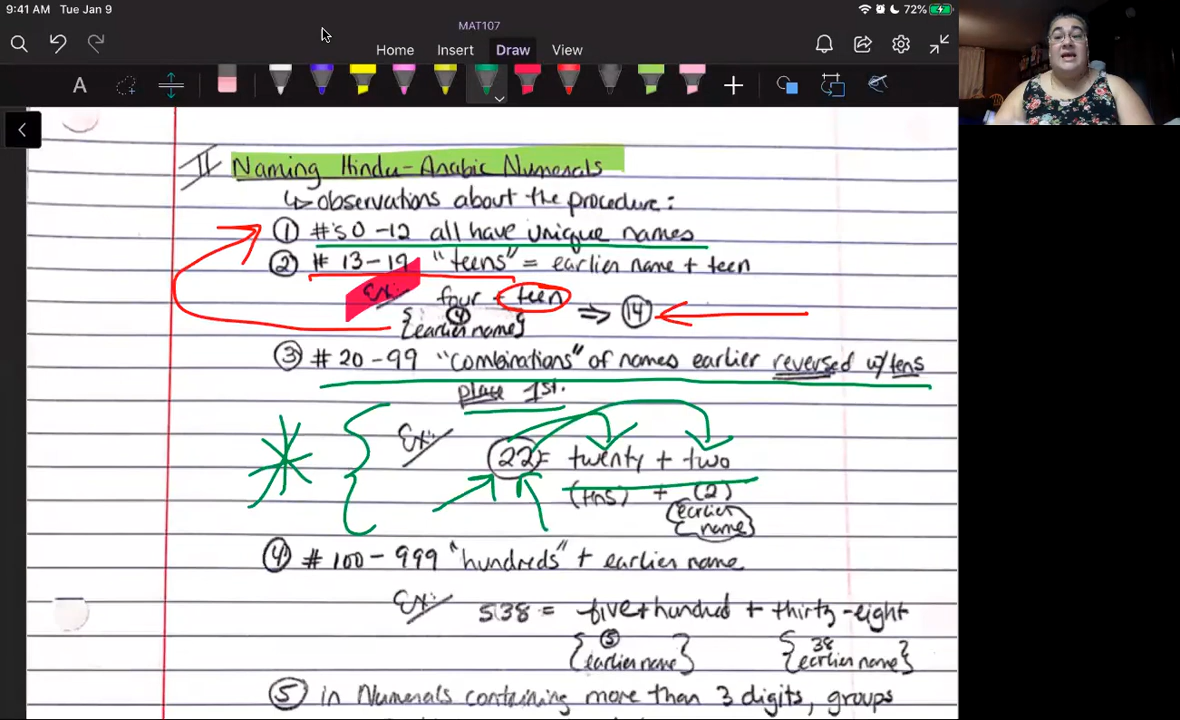 9:41 AM Tue Jan 9
MAT107
72%
Home Insert Draw View
A
II Naming Hindu-Arabic Numerals
↳ observations about the procedure:
① #'s 0-12 all have unique names
② # 13-19 "teens" = earlier name + teen
Ex: four + teen ⇒ ⑭
④
{earlier name}
③ # 20-99 "combinations" of names earlier reversed w/tens
place 1st.
Ex: 22 = twenty + two
(tns) + (2)
{earlier
name}
④ # 100-999 "hundreds" + earlier name
Ex: 538 = five+hundred + thirty-eight
⑤ 38
{earlier name} {earlier name}
⑤ in Numerals containing more than 3 digits, groups